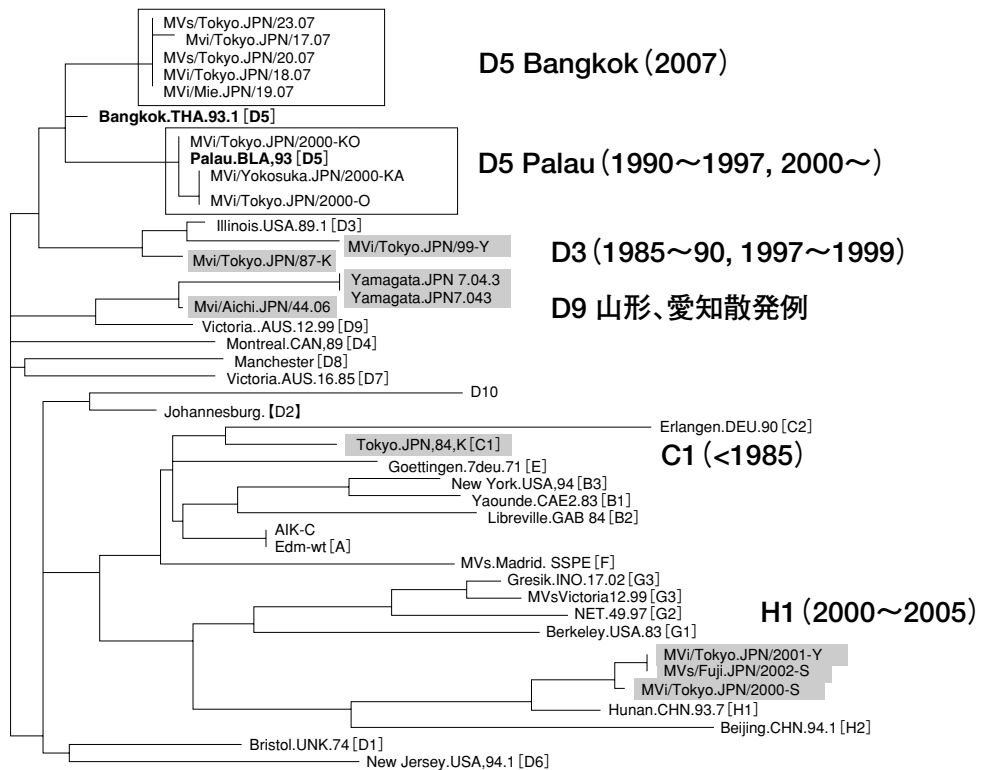 MVs/Tokyo.JPN/23.07
Mvi/Tokyo.JPN/17.07
MVs/Tokyo.JPN/20.07
MVi/Tokyo.JPN/18.07
MVi/Mie.JPN/19.07
D5 Bangkok（2007）
Bangkok.THA.93.1［D5］
MVi/Tokyo.JPN/2000-KO
Palau.BLA,93［D5］
MVi/Yokosuka.JPN/2000-KA
MVi/Tokyo.JPN/2000-O
D5 Palau（1990〜1997, 2000〜）
Illinois.USA.89.1［D3］
MVi/Tokyo.JPN/99-Y
Mvi/Tokyo.JPN/87-K
D3（1985〜90, 1997〜1999）
Yamagata.JPN 7.04.3
Yamagata.JPN7.043
Mvi/Aichi.JPN/44.06
D9 山形、愛知散発例
Victoria..AUS.12.99［D9］
Montreal.CAN,89［D4］
Manchester［D8］
Victoria.AUS.16.85［D7］
D10
Johannesburg.【D2】
Erlangen.DEU.90［C2］
Tokyo.JPN,84,K［C1］
C1（<1985）
Goettingen.7deu.71［E］
New York.USA,94［B3］
Yaounde.CAE2.83［B1］
Libreville.GAB 84［B2］
AIK-C
Edm-wt［A］
MVs.Madrid. SSPE［F］
Gresik.INO.17.02［G3］
MVsVictoria12.99［G3］
NET.49.97［G2］
H1（2000〜2005）
Berkeley.USA.83［G1］
MVi/Tokyo.JPN/2001-Y
MVs/Fuji.JPN/2002-S
MVi/Tokyo.JPN/2000-S
Hunan.CHN.93.7［H1］
Beijing.CHN.94.1［H2］
Bristol.UNK.74［D1］
New Jersey.USA,94.1［D6］